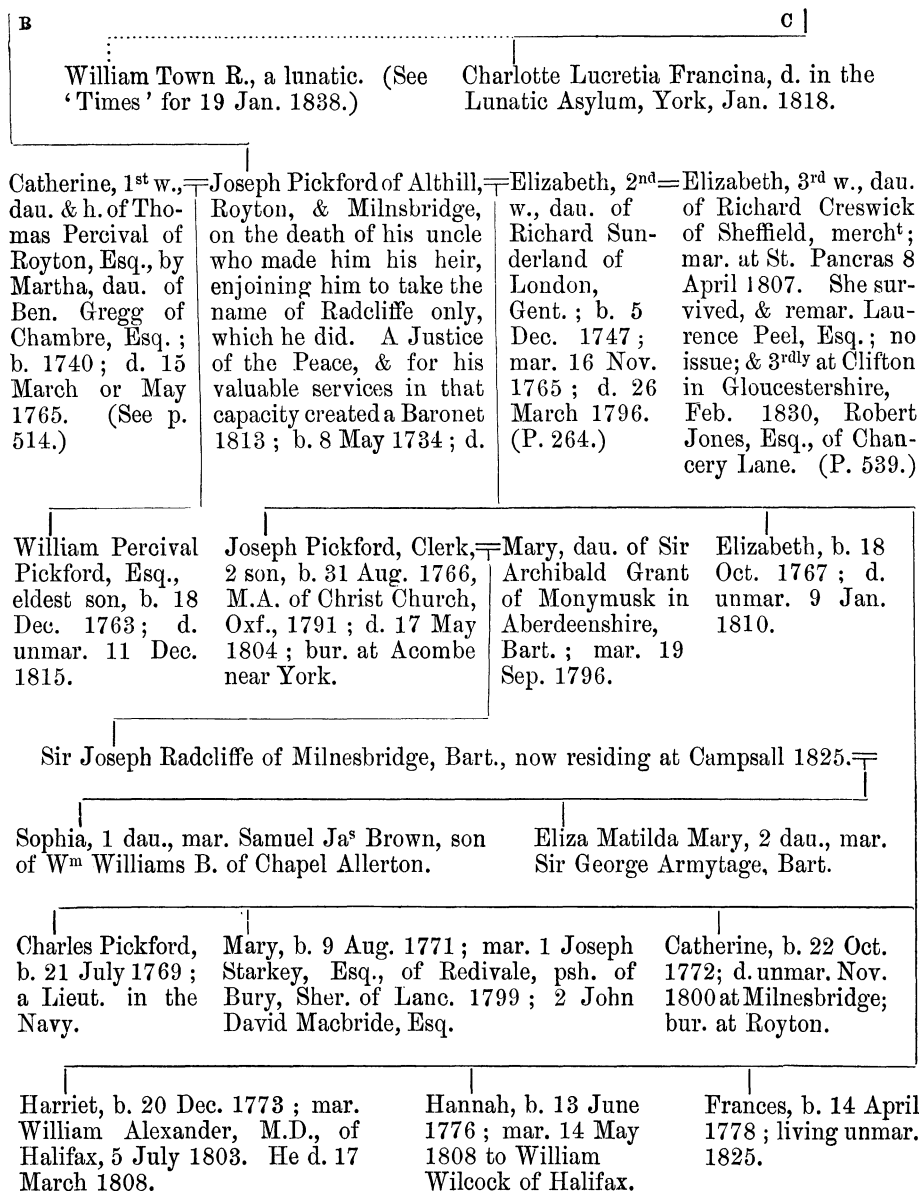 B
C
William Town R., a lunatic. (See
‘Times’ for 19 Jan. 1838.)
Charlotte Lucretia Francina, d. in the
Lunatic Asylum, York, Jan. 1818.
Catherine, 1st w.,
dau. & h. of Tho-
mas Percival of
Royton, Esq., by
Martha, dau. of
Ben. Gregg of
Chambre, Esq.;
b. 1740; d. 15
March or May
1765. (See p.
514.)
Joseph Pickford of Althill,
Royton, & Milnsbridge,
on the death of his uncle
who made him his heir,
enjoining him to take the
name of Radcliffe only,
which he did. A Justice
of the Peace, & for his
valuable services in that
capacity created a Baronet
1813; b. 8 May 1734; d.
Elizabeth, 2nd
w., dau. of
Richard Sun-
derland of
London,
Gent.; b. 5
Dec. 1747;
mar. 16 Nov.
1765; d. 26
March 1796.
(P. 264.)
Elizabeth, 3rd w., dau.
of Richard Creswick
of Sheffield, mercht;
mar. at St. Pancras 8
April 1807. She sur-
vived, & remar. Lau-
rence Peel, Esq.; no
issue; & 3rdly at Clifton
in Gloucestershire,
Feb. 1830, Robert
Jones, Esq., of Chan-
cery Lane. (P. 539.)
William Percival
Pickford, Esq.,
eldest son, b. 18
Dec. 1763; d.
unmar. 11 Dec.
1815.
Joseph Pickford, Clerk,
2 son, b. 31 Aug. 1766,
M.A. of Christ Church,
Oxf., 1791; d. 17 May
1804; bur. at Acombe
near York.
Mary, dau. of Sir
Archibald Grant
of Monymusk in
Aberdeenshire,
Bart.; mar. 19
Sep. 1796.
Elizabeth, b. 18
Oct. 1767; d.
unmar. 9 Jan.
1810.
Sir Joseph Radcliffe of Milnesbridge, Bart., now residing at Campsall 1825.
Sophia, 1 dau., mar. Samuel Jas Brown, son
of Wm Williams B. of Chapel Allerton.
Eliza Matilda Mary, 2 dau., mar.
Sir George Armytage, Bart.
Charles Pickford,
b. 21 July 1769;
a Lieut. in the
Navy.
Mary, b. 9 Aug. 1771; mar. 1 Joseph
Starkey, Esq., of Redivale, psh. of
Bury, Sher. of Lanc. 1799; 2 John
David Macbride, Esq.
Catherine, b. 22 Oct.
1772; d. unmar. Nov.
1800 at Milnesbridge;
bur. at Royton.
Harriet, b. 20 Dec. 1773; mar.
William Alexander, M.D., of
Halifax, 5 July 1803. He d. 17
March 1808.
Hannah, b. 13 June
1776; mar. 14 May
1808 to William
Wilcock of Halifax.
Frances, b. 14 April
1778; living unmar.
1825.